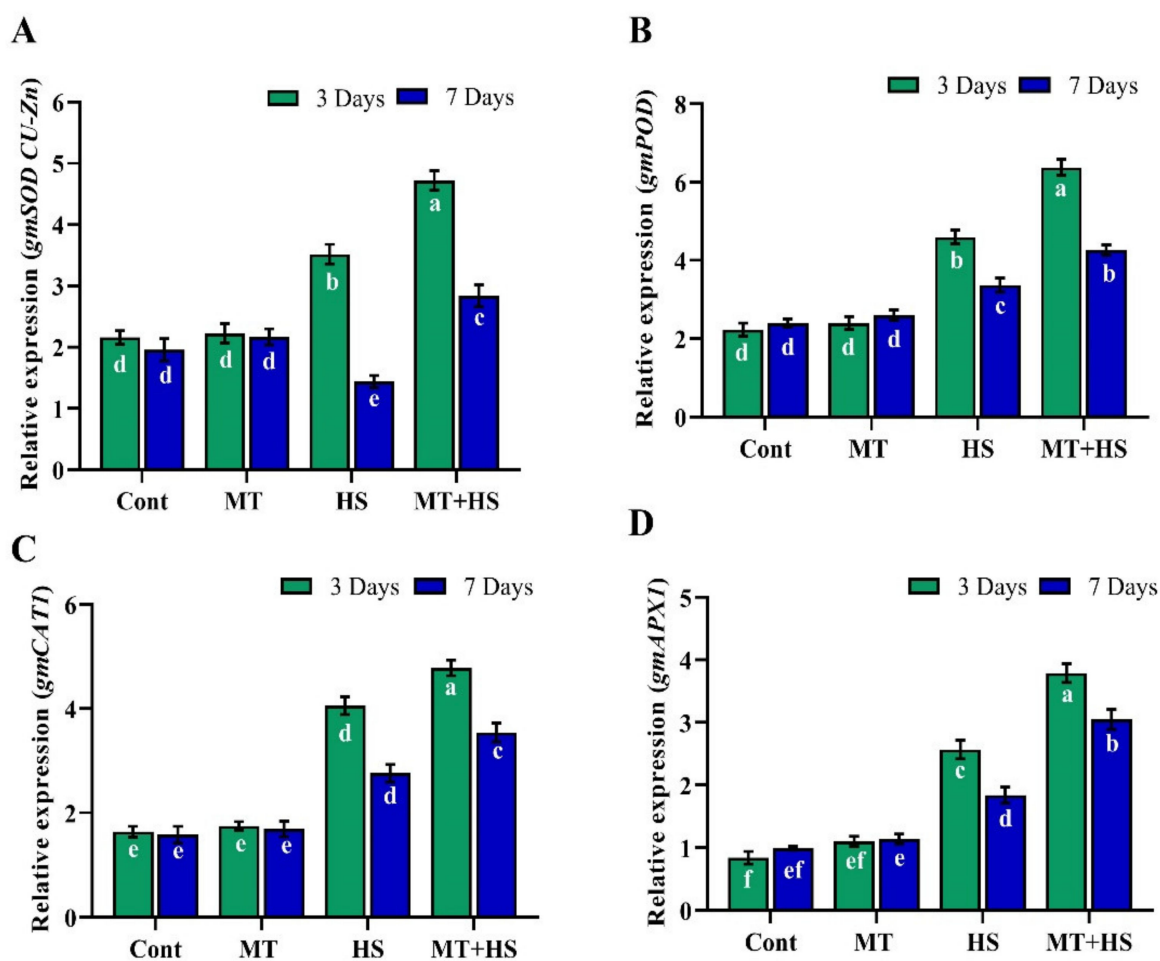 A
3 Days 7 Days
Relative expression (gmSOD CU-Zn)
6
5
4
3
2
1
0
d d d d b e a c
Cont MT HS MT+HS
B
3 Days 7 Days
Relative expression (gmPOD)
8
6
4
2
0
d d d d b c a b
Cont MT HS MT+HS
C
3 Days 7 Days
Relative expression (gmCAT1)
6
4
2
0
e e e e d d a c
Cont MT HS MT+HS
D
3 Days 7 Days
Relative expression (gmAPX1)
5
4
3
2
1
0
f ef ef e c d a b
Cont MT HS MT+HS